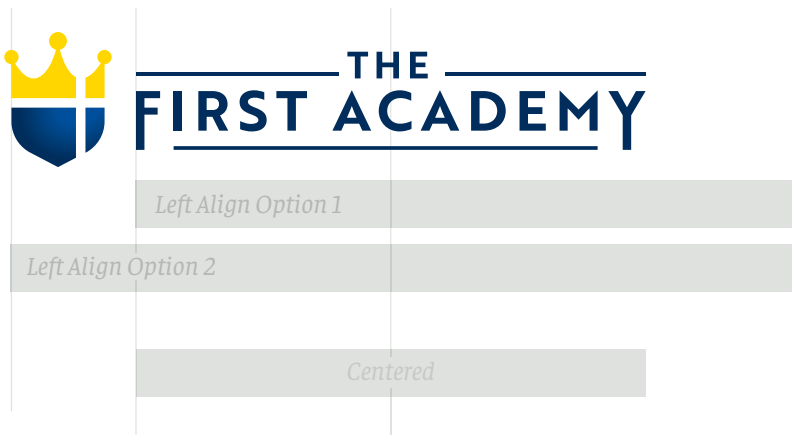 THE
FIRST ACADEMY
Left Align Option 1
Left Align Option 2
Centered